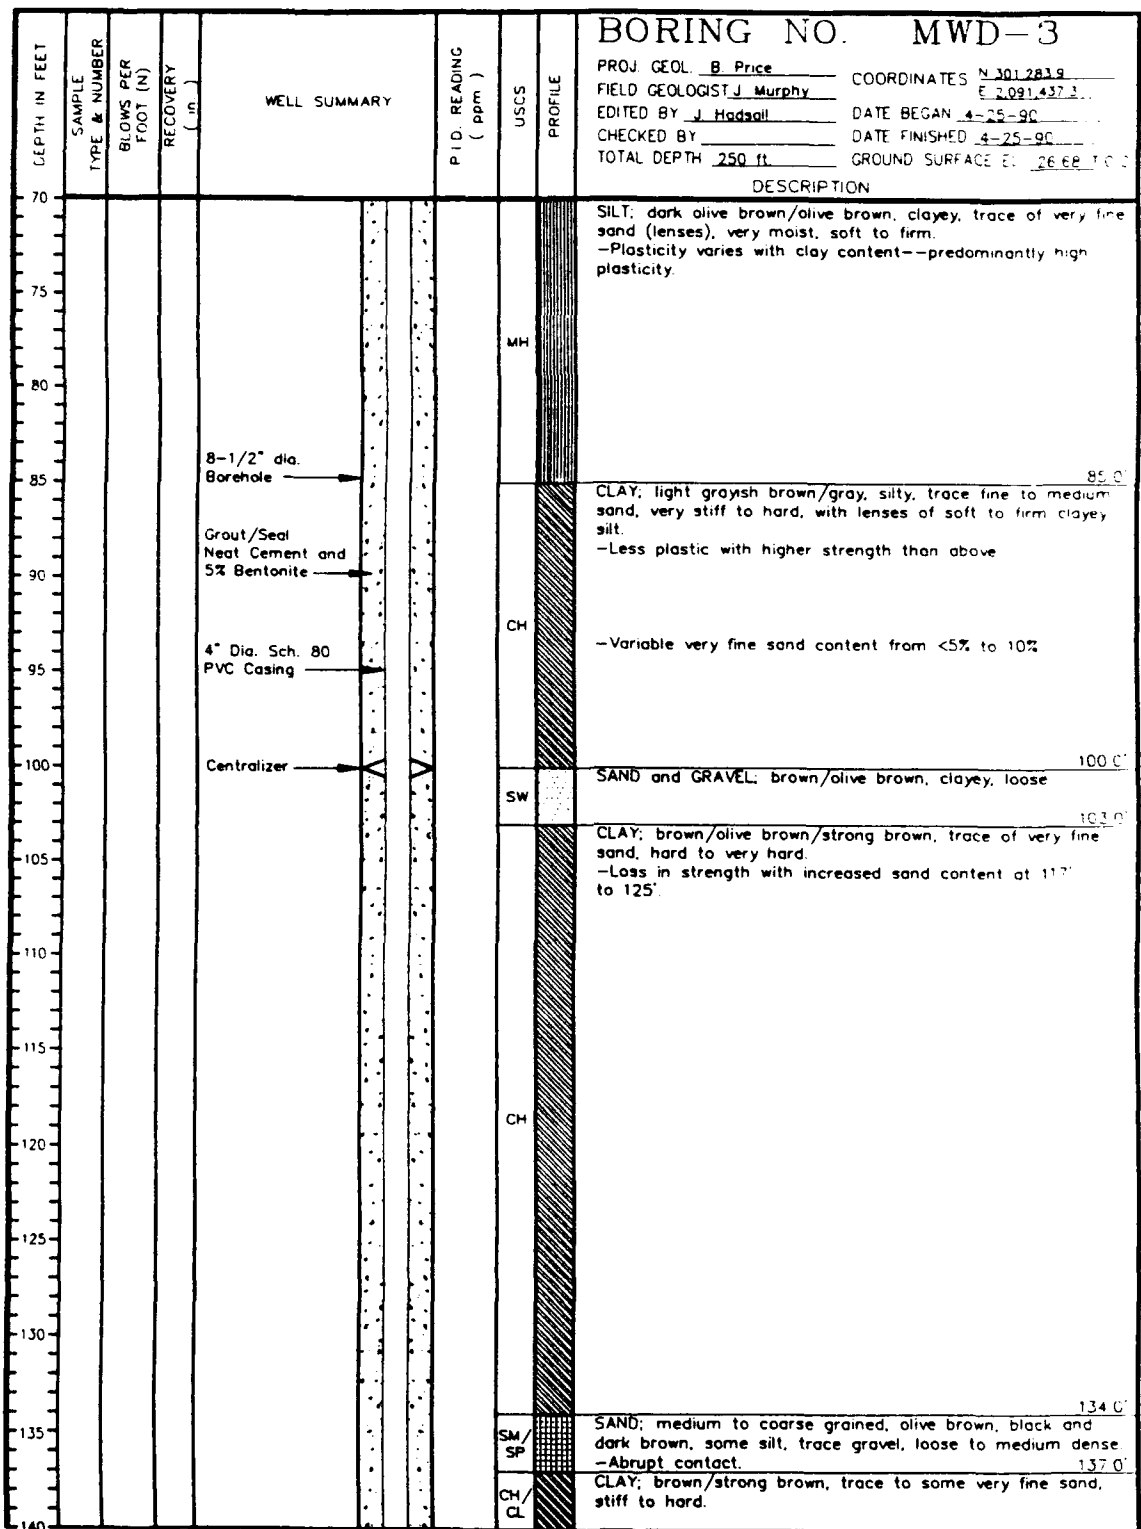 BORING NO. MWD-3
PROJ. GEOL. B. Price
FIELD GEOLOGIST J. Murphy
EDITED BY J. Hadsall
CHECKED BY
TOTAL DEPTH 250 ft.
COORDINATES N 301,283.9
E 2,091,437.3
DATE BEGAN 4-25-90
DATE FINISHED 4-25-90
GROUND SURFACE EL. 26.68 T.O.C.
DEPTH IN FEET
SAMPLE
TYPE & NUMBER
BLOWS PER
FOOT (N)
RECOVERY
( in. )
WELL SUMMARY
P.I.D. READING
( ppm )
USCS
PROFILE
DESCRIPTION
70
SILT; dark olive brown/olive brown, clayey, trace of very fine
sand (lenses), very moist, soft to firm.
-Plasticity varies with clay content--predominantly high
plasticity.
75
MH
80
8-1/2" dia.
Borehole
85
85.0'
CLAY; light grayish brown/gray, silty, trace fine to medium
sand, very stiff to hard, with lenses of soft to firm clayey
silt.
-Less plastic with higher strength than above
Grout/Seal
Neat Cement and
5% Bentonite
90
CH
-Variable very fine sand content from <5% to 10%
4" Dia. Sch. 80
PVC Casing
95
Centralizer
100
100.0'
SW
SAND and GRAVEL; brown/olive brown, clayey, loose
103.0'
CLAY; brown/olive brown/strong brown, trace of very fine
sand, hard to very hard.
-Loss in strength with increased sand content at 117'
to 125'.
105
110
115
CH
120
125
130
134.0'
135
SM/
SP
SAND; medium to coarse grained, olive brown, black and
dark brown, some silt, trace gravel, loose to medium dense.
-Abrupt contact.
137.0'
CH/
CL
CLAY; brown/strong brown, trace to some very fine sand,
stiff to hard.
140